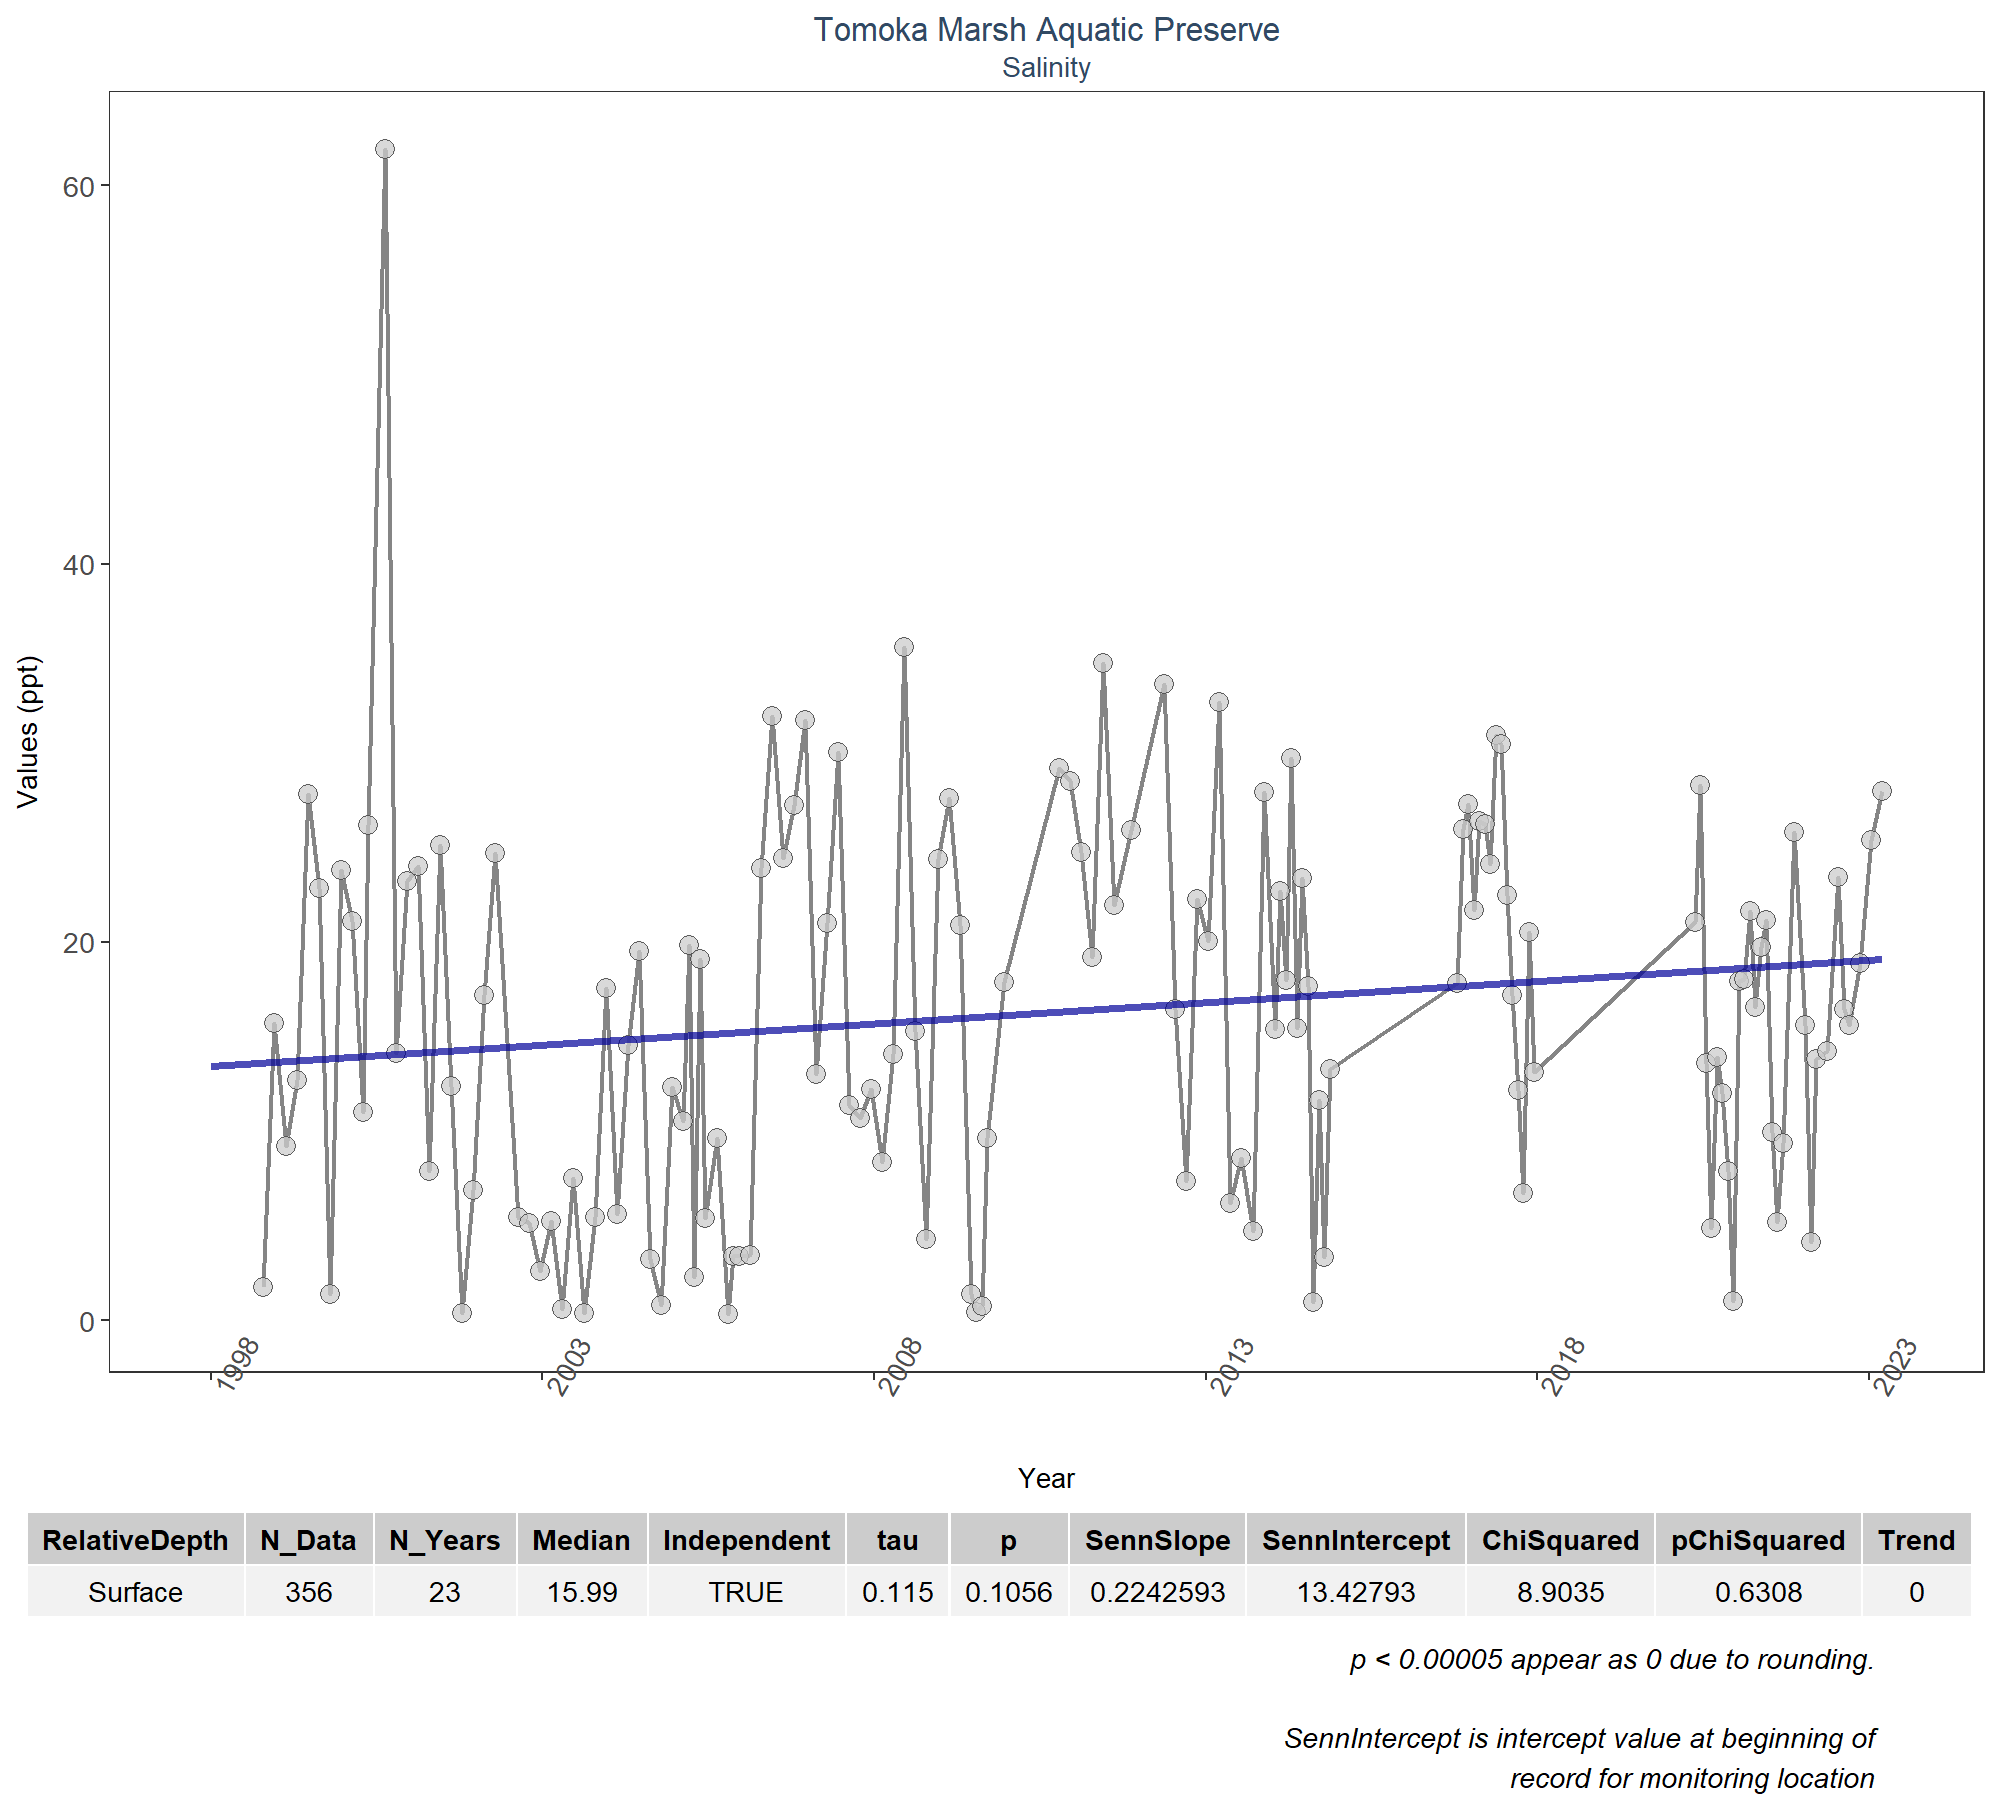 Tomoka Marsh Aquatic Preserve
Salinity
60
40
20
0
Values (ppt)
1998
2003
2008
2013
2018
2023
Year
RelativeDepth N_Data N_Years Median Independent tau p SennSlope SennIntercept ChiSquared pChiSquared Trend
Surface 356 23 15.99 TRUE 0.115 0.1056 0.2242593 13.42793 8.9035 0.6308 0
p < 0.00005 appear as 0 due to rounding.
SennIntercept is intercept value at beginning of
record for monitoring location